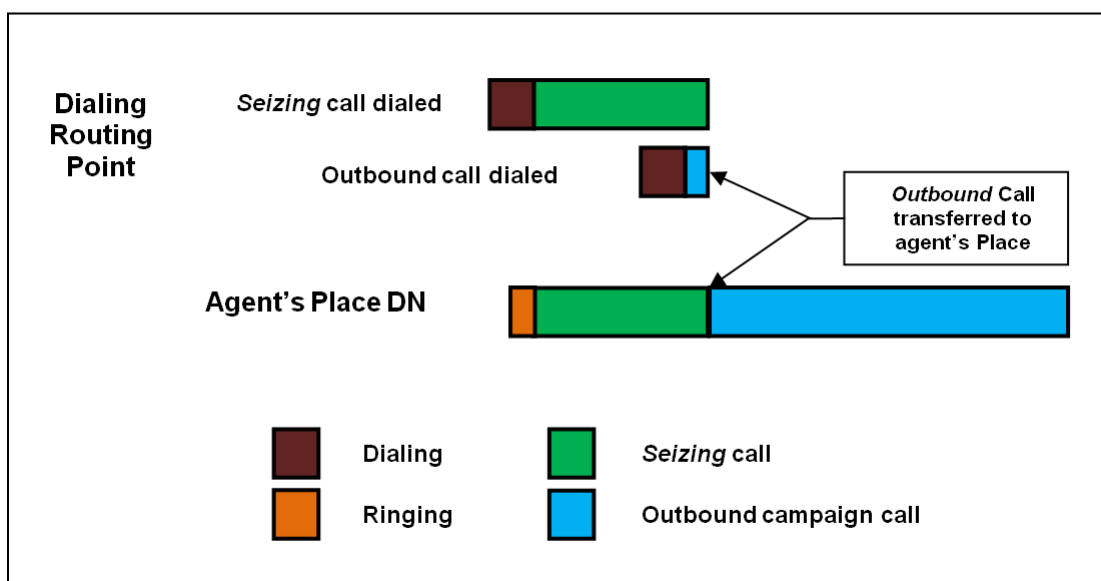 Dialing
Routing
Point
Seizing call dialed
Outbound call dialed
Outbound Call
transferred to
agent's Place
Agent's Place DN
Dialing
Seizing call
Ringing
Outbound campaign call